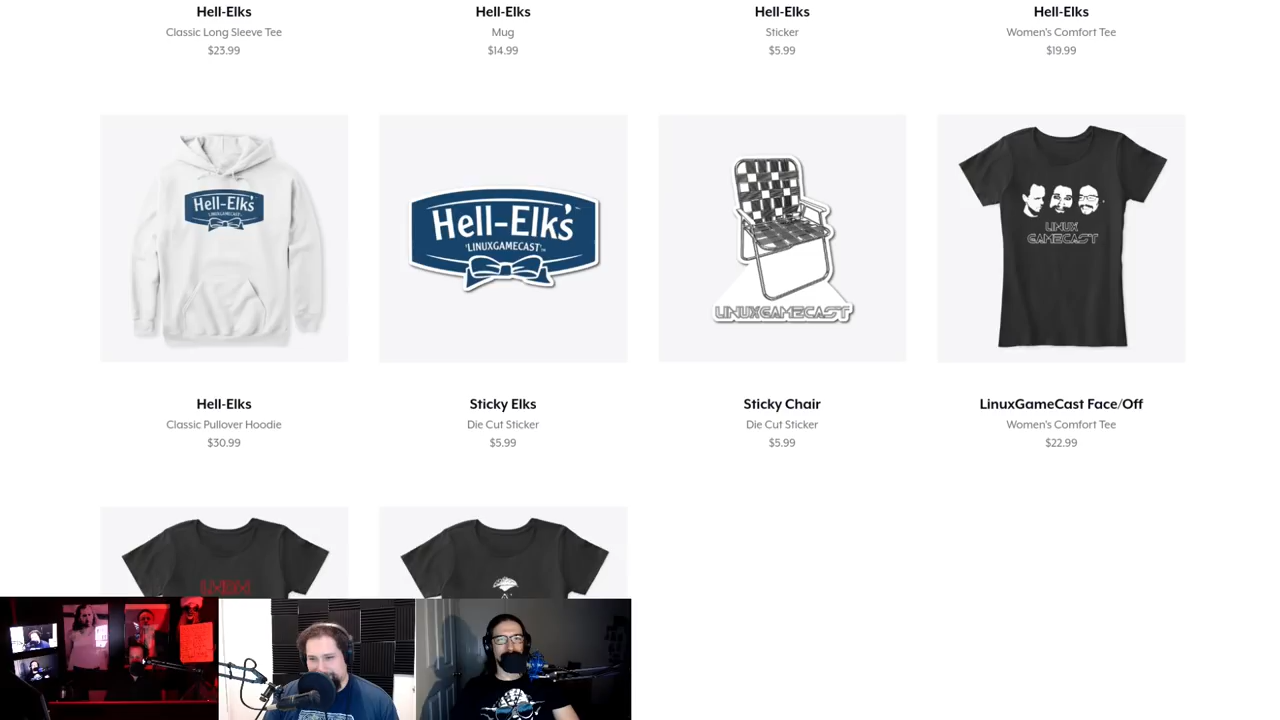 Hell-Elks
Classic Long Sleeve Tee
$23.99
Hell-Elks
Mug
$14.99
Hell-Elks
Sticker
$5.99
Hell-Elks
Women's Comfort Tee
$19.99
Hell-Elk's
LINUXGAMECAST
Hell-Elks
Classic Pullover Hoodie
$30.99
Hell-Elk's
'LINUXGAMECAST'
Sticky Elks
Die Cut Sticker
$5.99
LINUXGAMECAST
Sticky Chair
Die Cut Sticker
$5.99
LINUX
GAMECAST
LinuxGameCast Face/Off
Women's Comfort Tee
$22.99